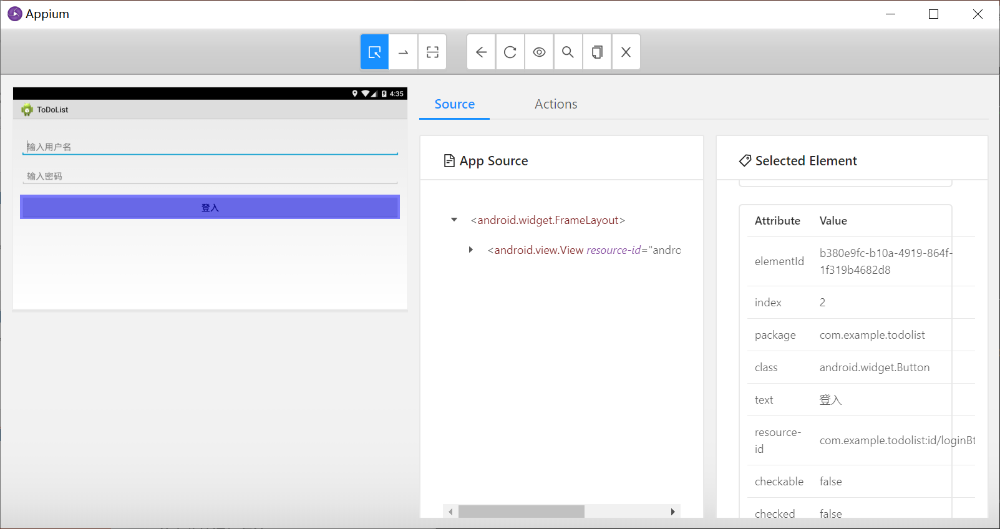 Appium
4:35
ToDoList
输入用户名
输入密码
登入
Source
Actions
App Source
<android.widget.FrameLayout>
<android.view.View resource-id="andro
Selected Element
Attribute Value
elementId b380e9fc-b10a-4919-864f-
1f319b4682d8
index 2
package com.example.todolist
class android.widget.Button
text 登入
resource-
id com.example.todolist:id/loginBt
checkable false
checked false